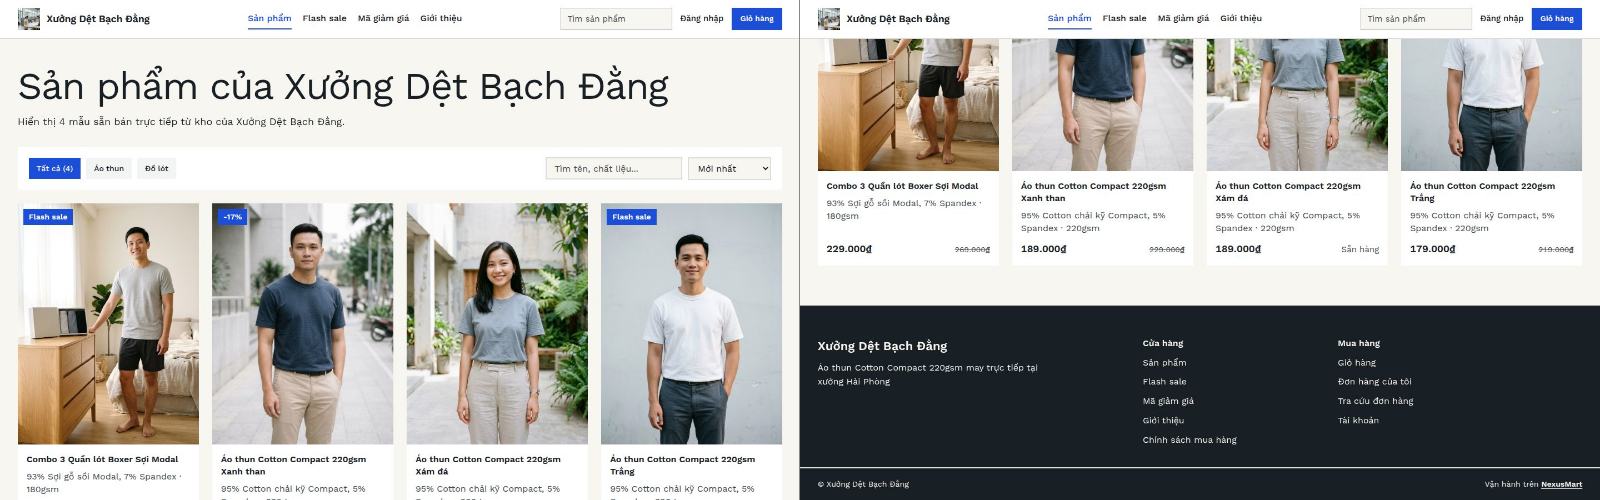 Xưởng Dệt Bạch Đằng
Sản phẩm Flash sale Mã giảm giá Giới thiệu
Tìm sản phẩm
Đăng nhập
Giỏ hàng
Sản phẩm của Xưởng Dệt Bạch Đằng
Hiển thị 4 mẫu sẵn bán trực tiếp từ kho của Xưởng Dệt Bạch Đằng.
Tất cả (4) Áo thun Đồ lót
Tìm tên, chất liệu...
Mới nhất
Flash sale
-17%
Flash sale
Combo 3 Quần lót Boxer Sợi Modal
93% Sợi gỗ sồi Modal, 7% Spandex ·
180gsm
Áo thun Cotton Compact 220gsm
Xanh than
95% Cotton chải kỹ Compact, 5%
Áo thun Cotton Compact 220gsm
Xám đá
95% Cotton chải kỹ Compact, 5%
Áo thun Cotton Compact 220gsm
Trắng
95% Cotton chải kỹ Compact, 5%
Xưởng Dệt Bạch Đằng
Sản phẩm Flash sale Mã giảm giá Giới thiệu
Tìm sản phẩm
Đăng nhập
Giỏ hàng
Combo 3 Quần lót Boxer Sợi Modal
93% Sợi gỗ sồi Modal, 7% Spandex ·
180gsm
229.000₫ 269.000₫
Áo thun Cotton Compact 220gsm
Xanh than
95% Cotton chải kỹ Compact, 5%
Spandex · 220gsm
189.000₫ 229.000₫
Áo thun Cotton Compact 220gsm
Xám đá
95% Cotton chải kỹ Compact, 5%
Spandex · 220gsm
189.000₫ Sẵn hàng
Áo thun Cotton Compact 220gsm
Trắng
95% Cotton chải kỹ Compact, 5%
Spandex · 220gsm
179.000₫ 219.000₫
Xưởng Dệt Bạch Đằng
Áo thun Cotton Compact 220gsm may trực tiếp tại
xưởng Hải Phòng
Cửa hàng
Sản phẩm
Flash sale
Mã giảm giá
Giới thiệu
Chính sách mua hàng
Mua hàng
Giỏ hàng
Đơn hàng của tôi
Tra cứu đơn hàng
Tài khoản
© Xưởng Dệt Bạch Đằng
Vận hành trên NexusMart